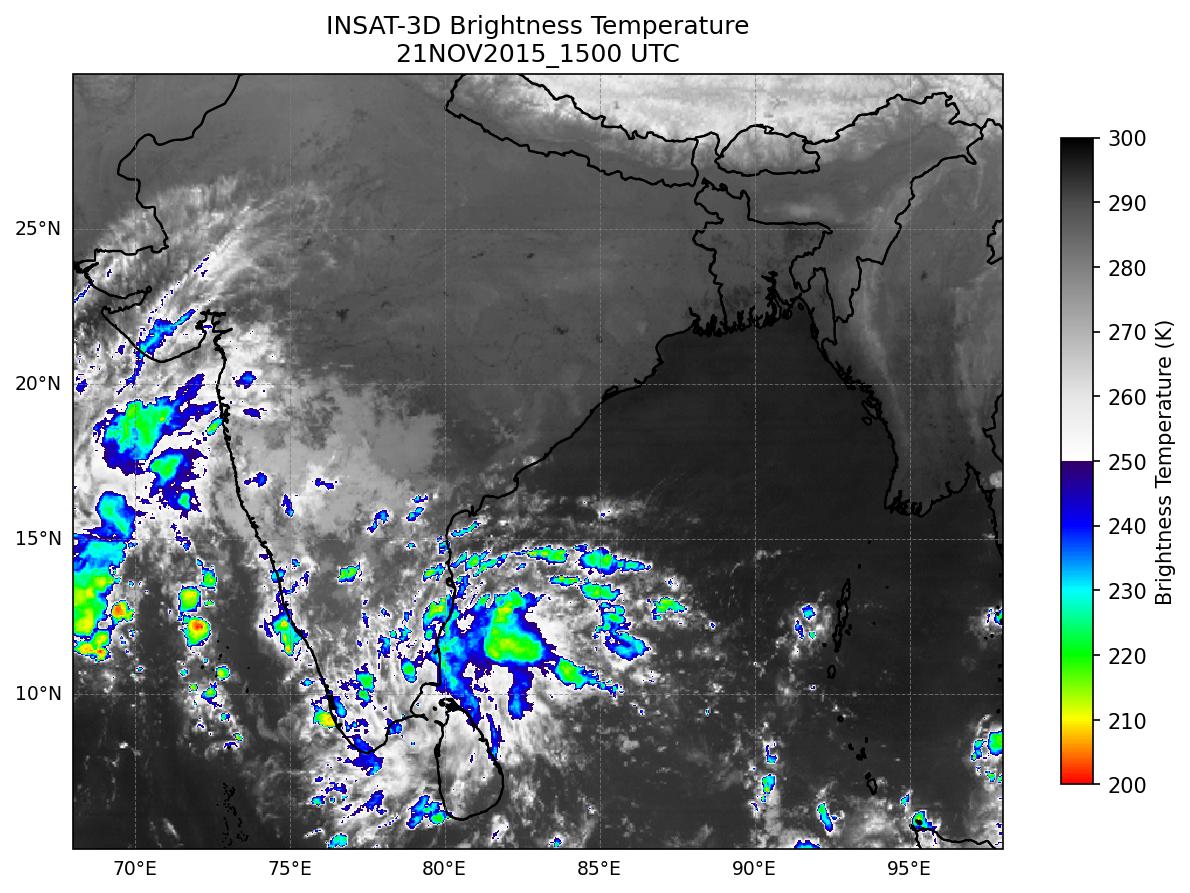 INSAT-3D Brightness Temperature
21NOV2015_1500 UTC
25°N
20°N
15°N
10°N
70°E
75°E
80°E
85°E
90°E
95°E
300
290
280
270
260
250
240
230
220
210
200
Brightness Temperature (K)